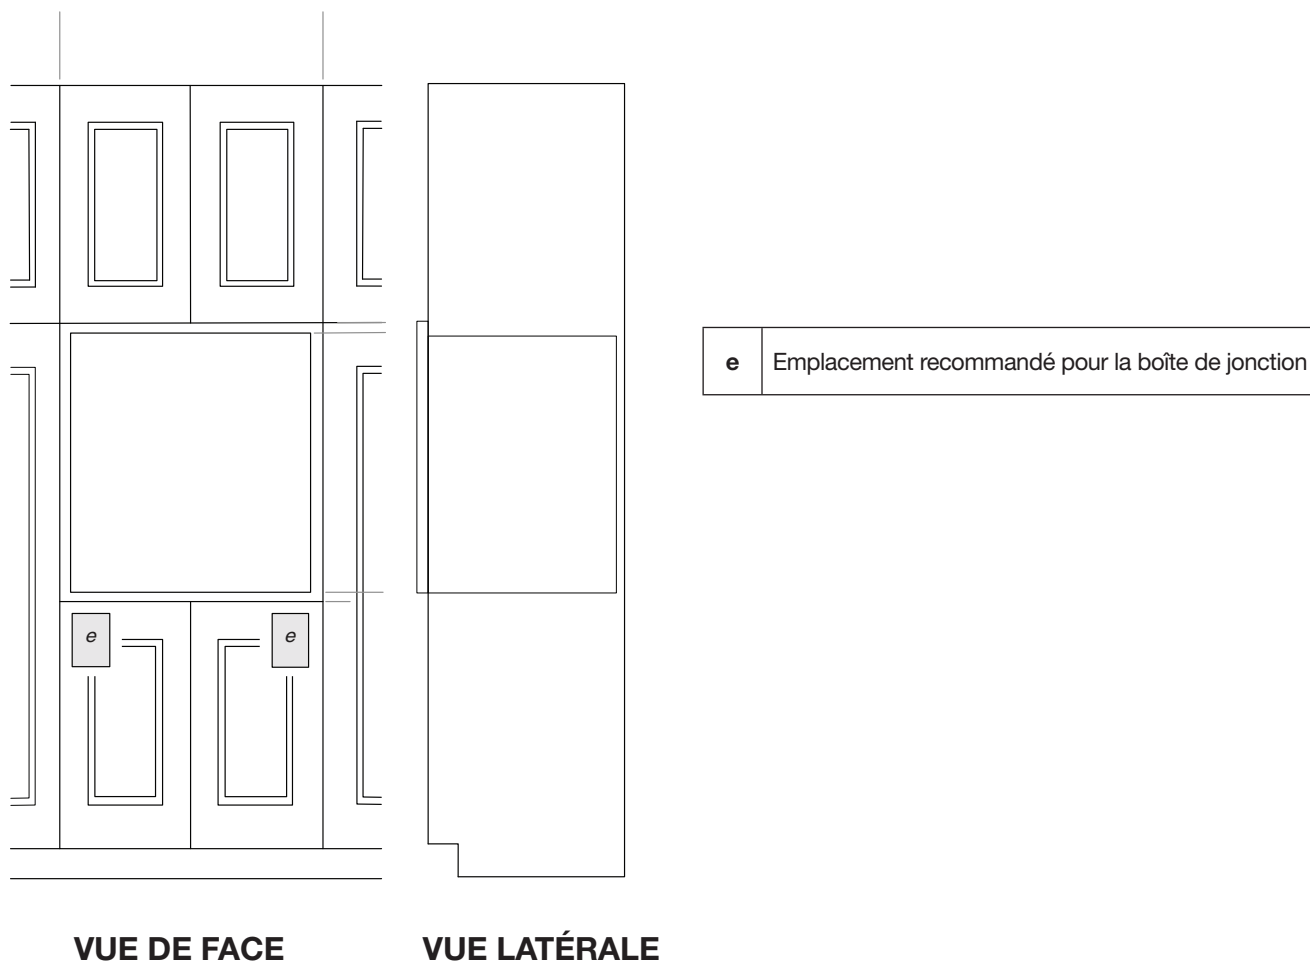 e Emplacement recommandé pour la boîte de jonction
e e
VUE DE FACE VUE LATÉRALE